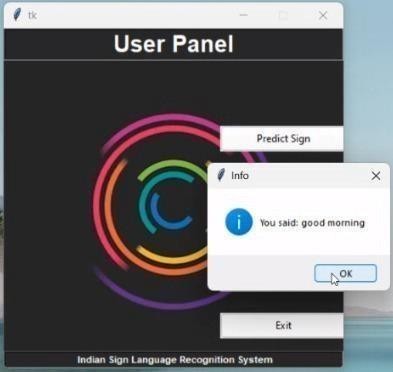 tk
User Panel
Predict Sign
Info
You said: good morning
OK
Exit
Indian Sign Language Recognition System